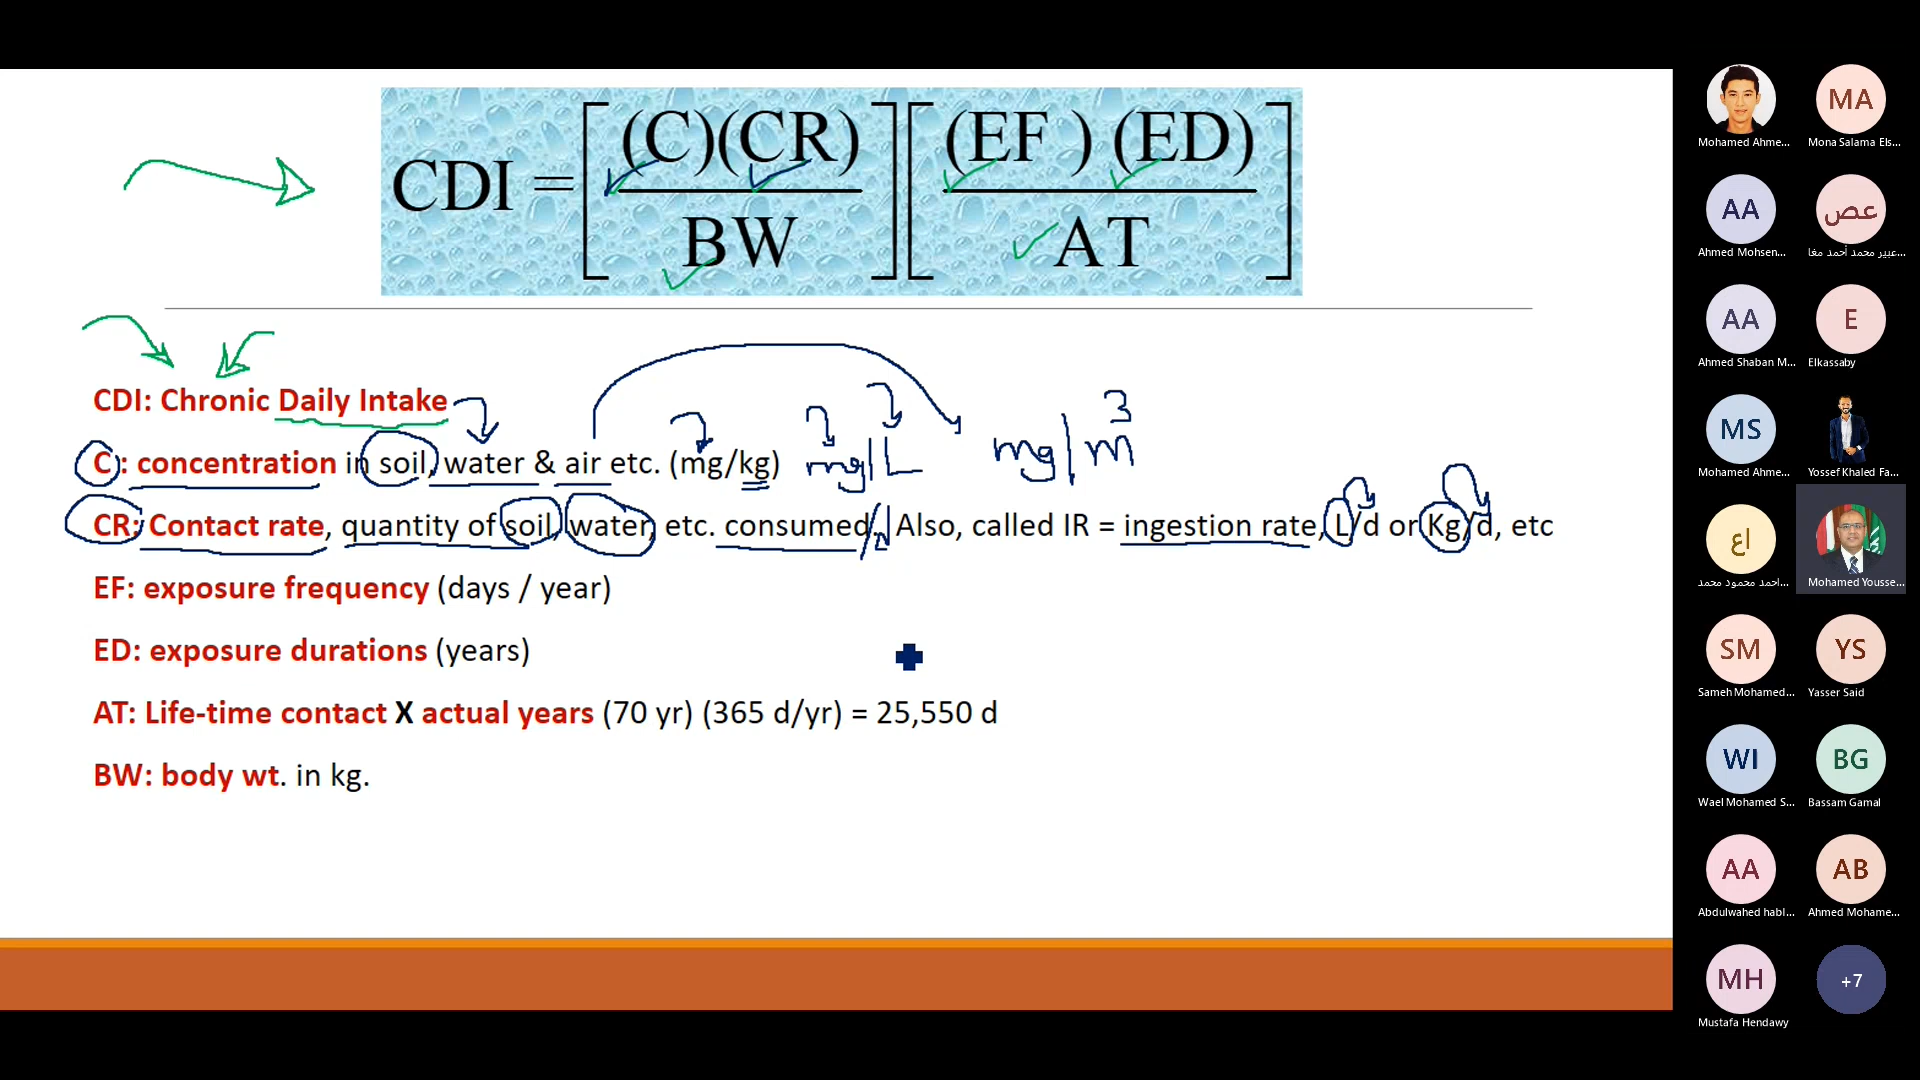 CDI = [(C)(CR) / BW][(EF ) (ED) / AT]
CDI: Chronic Daily Intake
C: concentration in soil, water & air etc. (mg/kg) mg/L mg/m3
CR: Contact rate, quantity of soil, water, etc. consumed/d Also, called IR = ingestion rate, L/d or Kg/d, etc
EF: exposure frequency (days / year)
ED: exposure durations (years)
AT: Life-time contact X actual years (70 yr) (365 d/yr) = 25,550 d
BW: body wt. in kg.
Mohamed Ahme...
MA
Mona Salama Els...
AA
Ahmed Mohsen...
عص
عبير محمد أحمد مغا...
AA
Ahmed Shaban M...
E
Elkassaby
MS
Mohamed Ahme...
Yossef Khaled Fa...
اع
احمد محمود محمد...
Mohamed Yousse...
SM
Sameh Mohamed...
YS
Yasser Said
WI
Wael Mohamed S...
BG
Bassam Gamal
AA
Abdulwahed habl...
AB
Ahmed Mohame...
MH
Mustafa Hendawy
+7